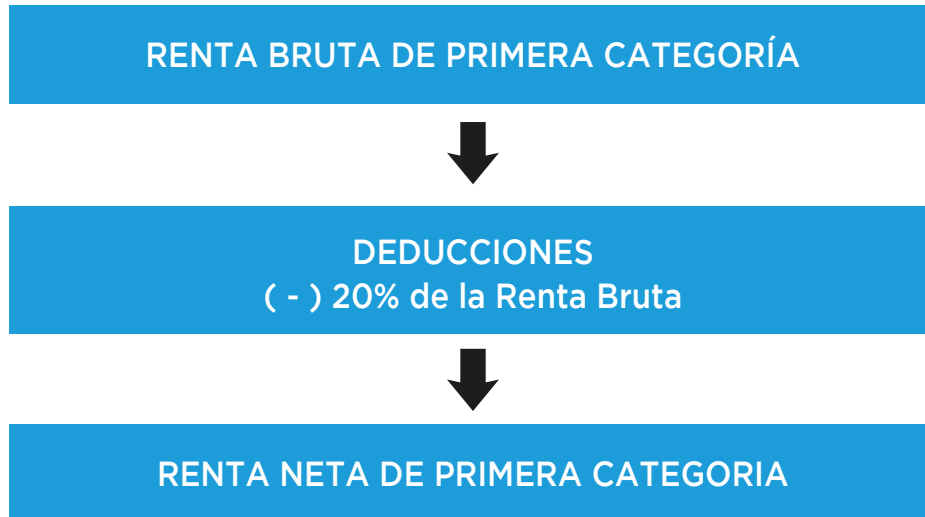 RENTA BRUTA DE PRIMERA CATEGORÍA
DEDUCCIONES
( - ) 20% de la Renta Bruta
RENTA NETA DE PRIMERA CATEGORIA